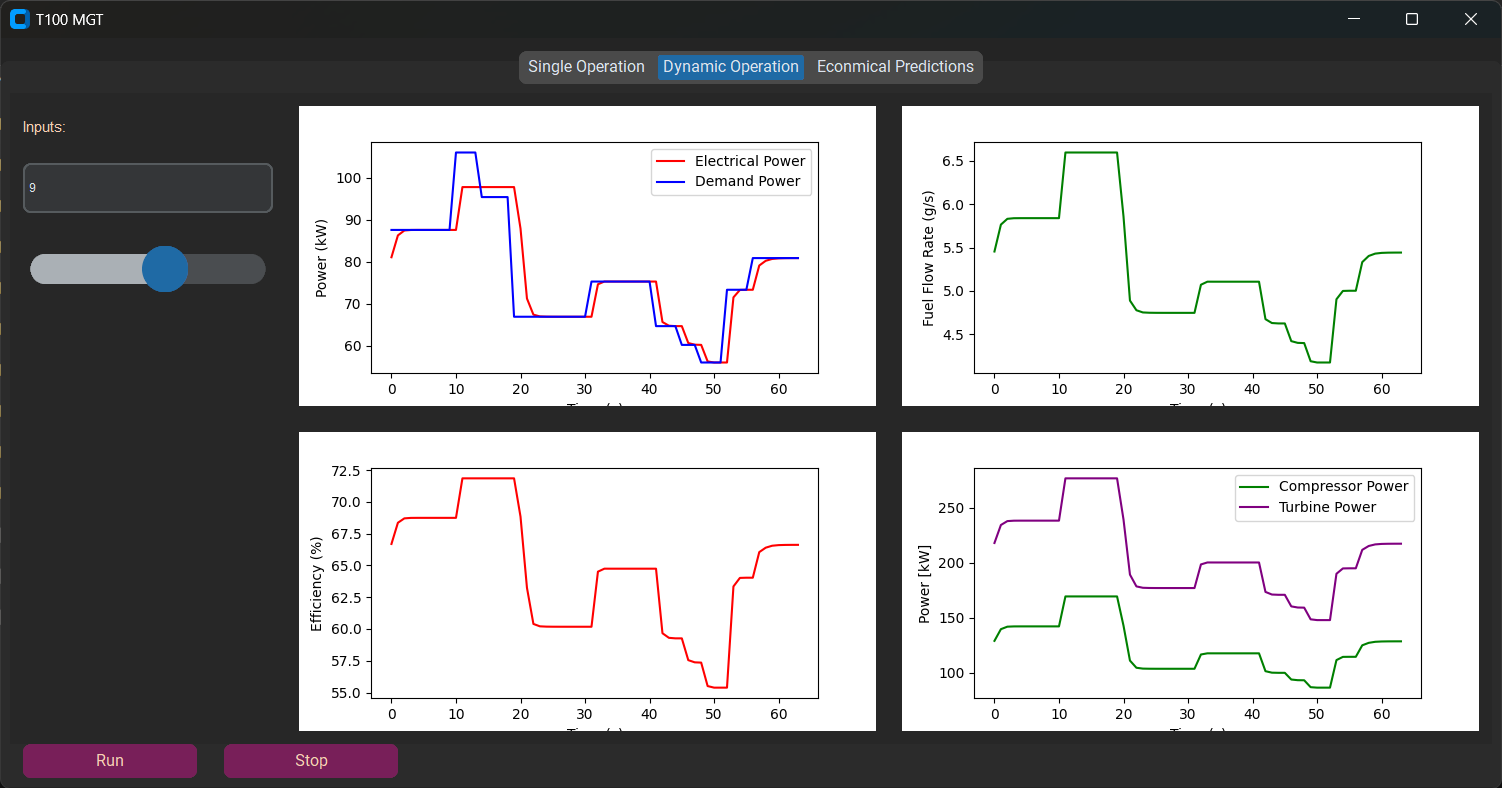 T100 MGT
Single Operation Dynamic Operation Econmical Predictions
Inputs:
9
Electrical Power
Demand Power
Power (kW)
100
90
80
70
60
0 10 20 30 40 50 60
Fuel Flow Rate (g/s)
6.5
6.0
5.5
5.0
4.5
0 10 20 30 40 50 60
Efficiency (%)
72.5
70.0
67.5
65.0
62.5
60.0
57.5
55.0
0 10 20 30 40 50 60
Compressor Power
Turbine Power
Power [kW]
250
200
150
100
0 10 20 30 40 50 60
Run Stop